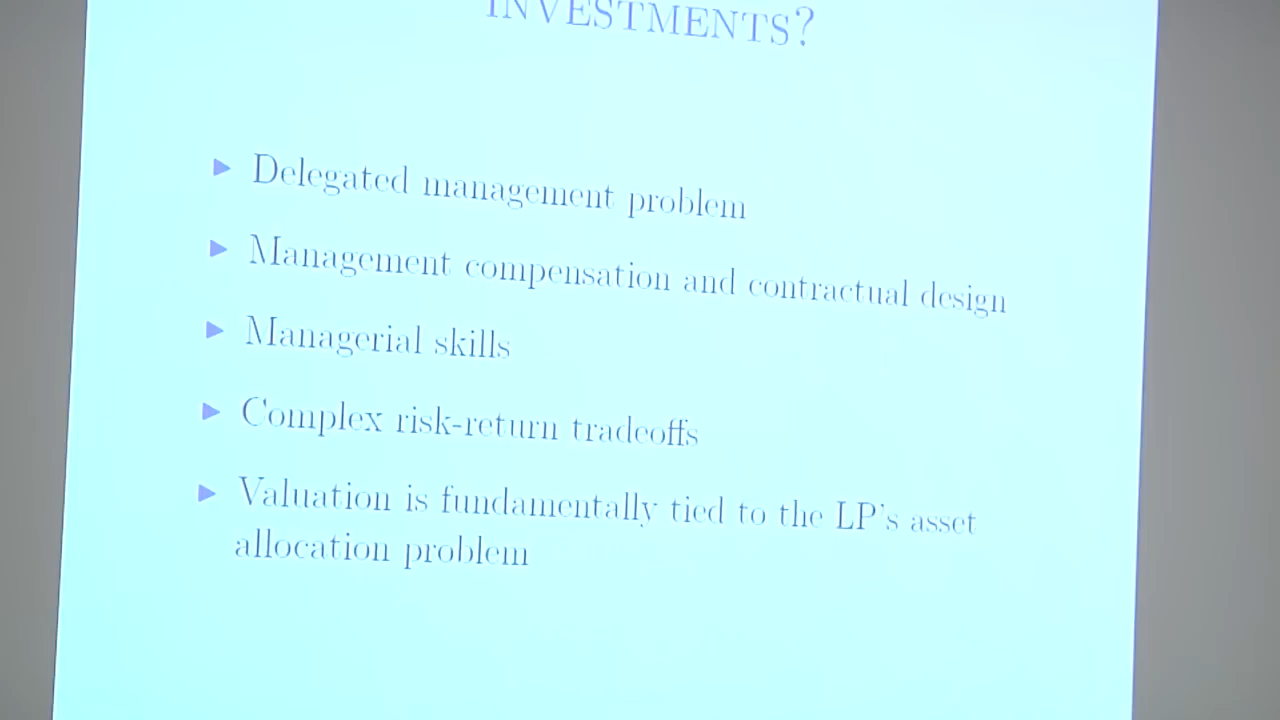 INVESTMENTS?
Delegated management problem
Management compensation and contractual design
Managerial skills
Complex risk-return tradeoffs
Valuation is fundamentally tied to the LP's asset
allocation problem